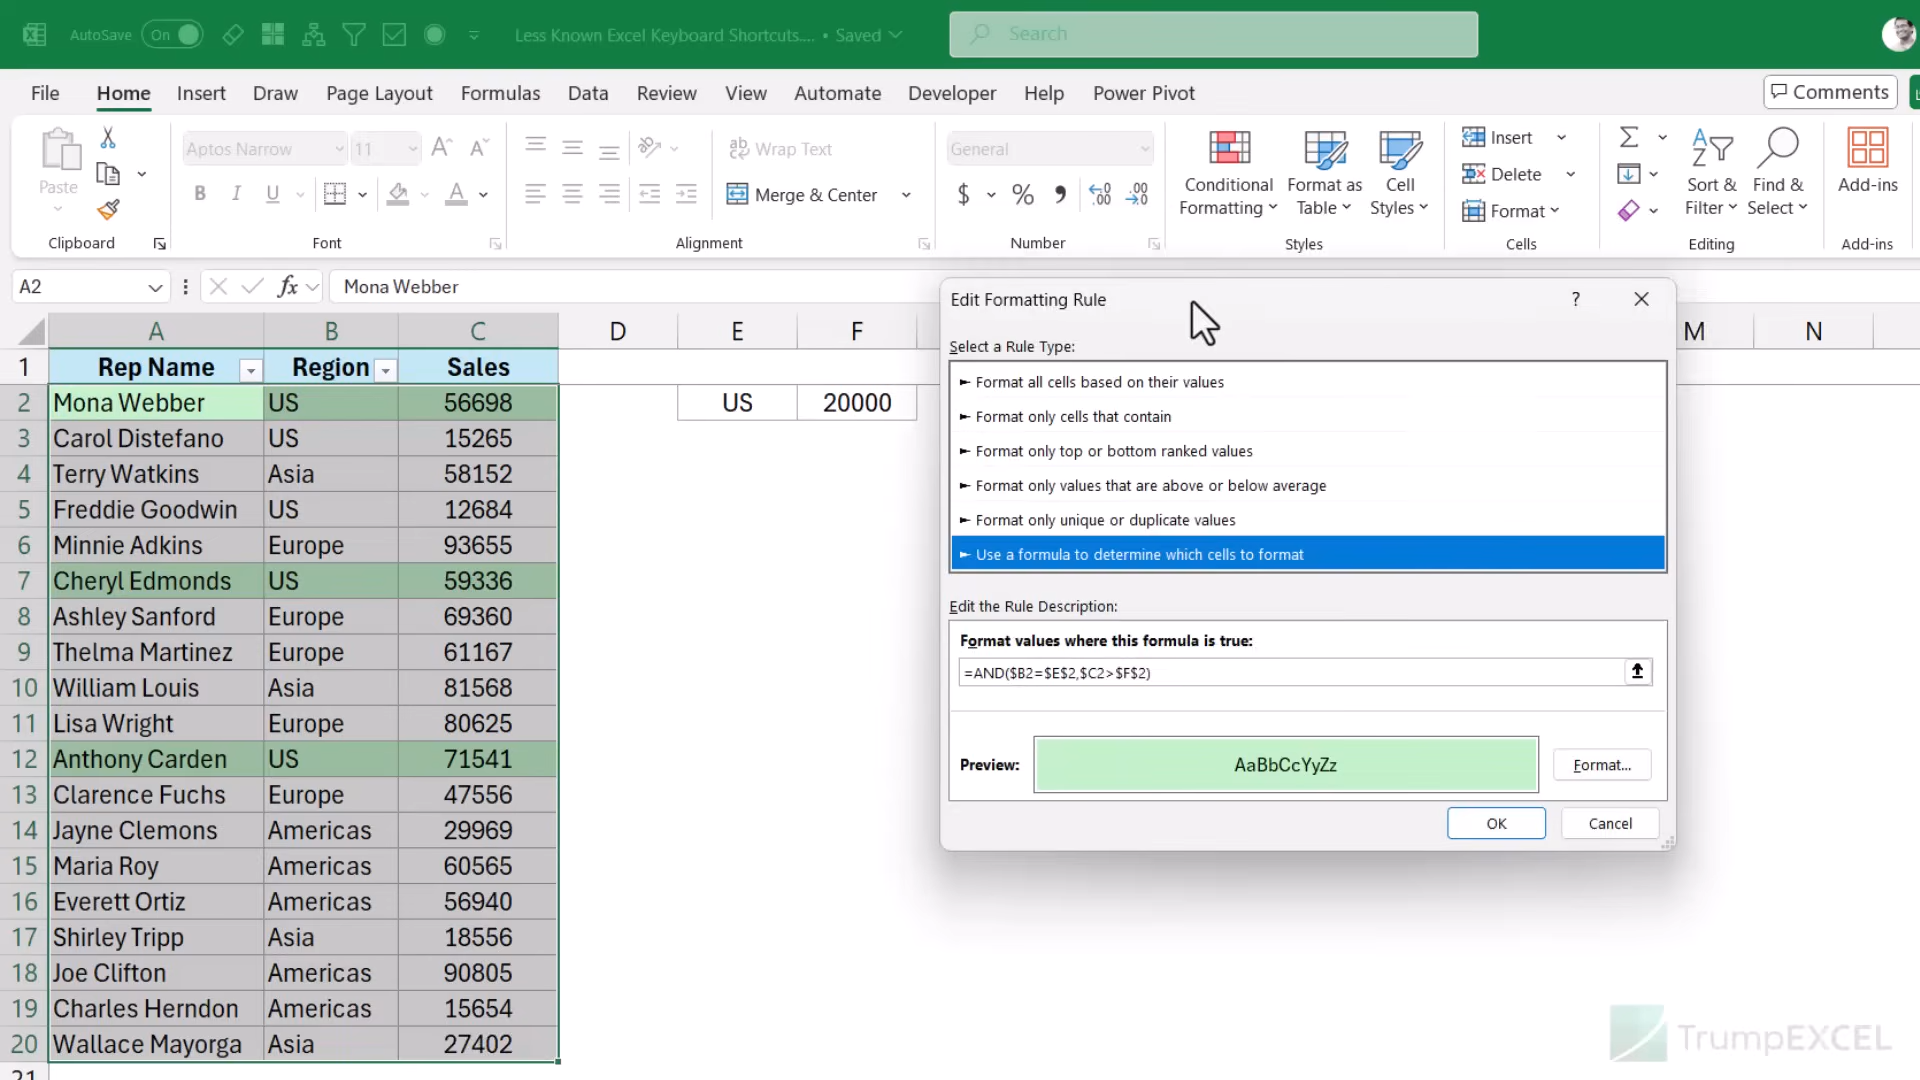 AutoSave On Less Known Excel Keyboard Shortcuts.... • Saved Search
File Home Insert Draw Page Layout Formulas Data Review View Automate Developer Help Power Pivot Comments
Paste
Clipboard
Aptos Narrow 11 A^ A
B I U A
Font
ab Wrap Text
Merge & Center
Alignment
General
$ % , .00 .00
Number
Conditional Formatting
Format as Table
Cell Styles
Styles
Insert
Delete
Format
Cells
Σ
Sort & Filter
Find & Select
Editing
Add-ins
Add-ins
A2 fx Mona Webber
A B C D E F M N
1 Rep Name Region Sales
2 Mona Webber US 56698 US 20000
3 Carol Distefano US 15265
4 Terry Watkins Asia 58152
5 Freddie Goodwin US 12684
6 Minnie Adkins Europe 93655
7 Cheryl Edmonds US 59336
8 Ashley Sanford Europe 69360
9 Thelma Martinez Europe 61167
10 William Louis Asia 81568
11 Lisa Wright Europe 80625
12 Anthony Carden US 71541
13 Clarence Fuchs Europe 47556
14 Jayne Clemons Americas 29969
15 Maria Roy Americas 60565
16 Everett Ortiz Americas 56940
17 Shirley Tripp Asia 18556
18 Joe Clifton Americas 90805
19 Charles Herndon Americas 15654
20 Wallace Mayorga Asia 27402
21
Edit Formatting Rule ?
Select a Rule Type:
► Format all cells based on their values
► Format only cells that contain
► Format only top or bottom ranked values
► Format only values that are above or below average
► Format only unique or duplicate values
► Use a formula to determine which cells to format
Edit the Rule Description:
Format values where this formula is true:
=AND($B2=$E$2,$C2>$F$2)
Preview: AaBbCcYyZz Format...
OK Cancel
TrumpEXCEL